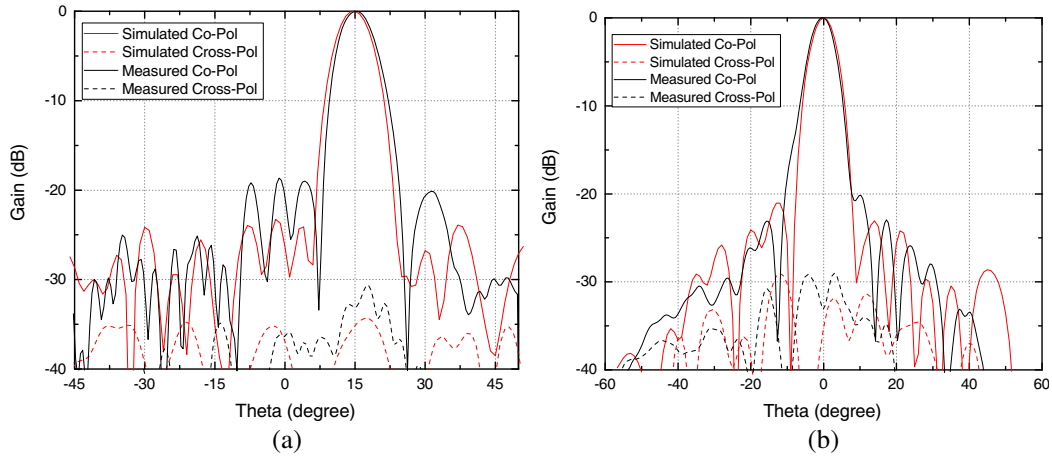 0
-10
-20
-30
-40
Gain (dB)
Simulated Co-Pol
Simulated Cross-Pol
Measured Co-Pol
Measured Cross-Pol
-45 -30 -15 0 15 30 45
Theta (degree)
(a)
0
-10
-20
-30
-40
Gain (dB)
Simulated Co-Pol
Simulated Cross-Pol
Measured Co-Pol
Measured Cross-Pol
-60 -40 -20 0 20 40 60
Theta (degree)
(b)